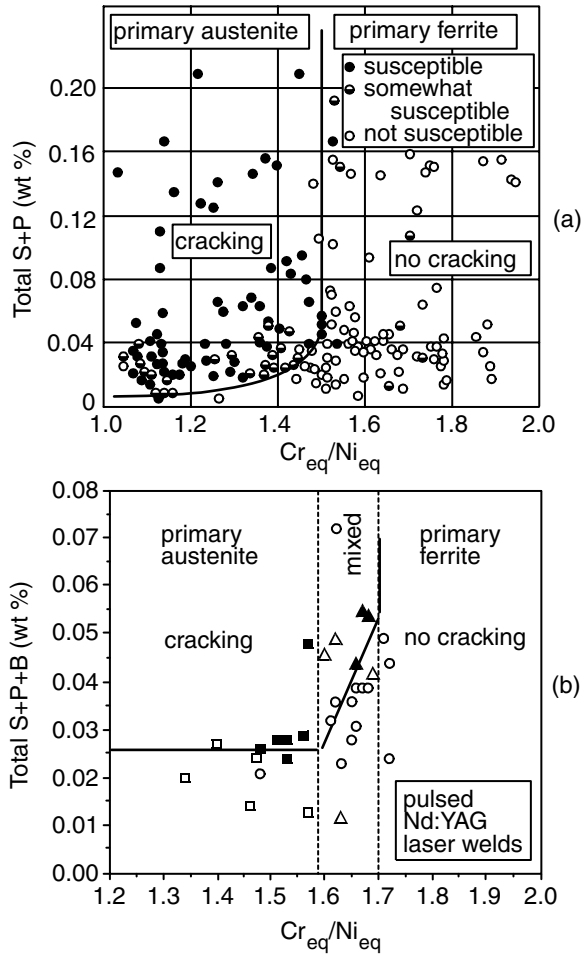 primary austenite
primary ferrite
susceptible
somewhat
susceptible
not susceptible
0.20
0.16
0.12
0.08
0.04
0
Total S+P (wt %)
cracking
no cracking
(a)
1.0
1.2
1.4
1.6
1.8
2.0
Creq/Nieq
0.08
0.07
0.06
0.05
0.04
0.03
0.02
0.01
0.00
Total S+P+B (wt %)
primary
austenite
mixed
primary
ferrite
cracking
no cracking
(b)
pulsed
Nd:YAG
laser welds
1.2
1.3
1.4
1.5
1.6
1.7
1.8
1.9
2.0
Creq/Nieq